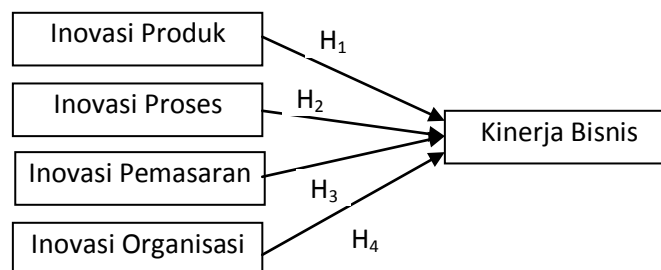 Inovasi Produk
H₁
Inovasi Proses
H₂
Kinerja Bisnis
Inovasi Pemasaran
H₃
Inovasi Organisasi
H₄